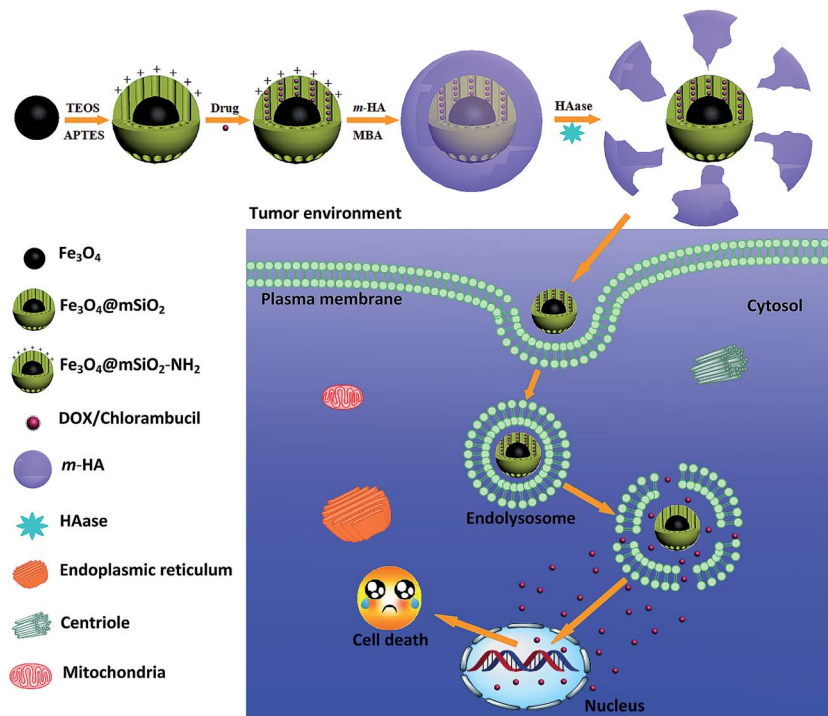 TEOS
APTES
Drug
m-HA
MBA
HAase
Tumor environment
Fe₃O₄
Fe₃O₄@mSiO₂
Fe₃O₄@mSiO₂-NH₂
DOX/Chlorambucil
m-HA
HAase
Endoplasmic reticulum
Centriole
Mitochondria
Plasma membrane
Cytosol
Endolysosome
Cell death
Nucleus